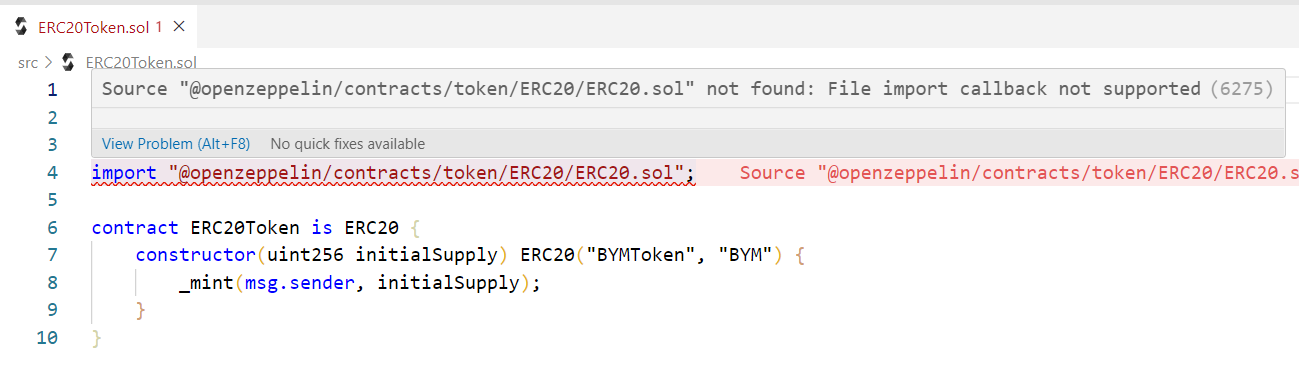 ERC20Token.sol 1 ×
src > ERC20Token.sol
1 Source "@openzeppelin/contracts/token/ERC20/ERC20.sol" not found: File import callback not supported (6275)
2
3 View Problem (Alt+F8) No quick fixes available
4 import "@openzeppelin/contracts/token/ERC20/ERC20.sol"; Source "@openzeppelin/contracts/token/ERC20/ERC20.s
5
6 contract ERC20Token is ERC20 {
7 constructor(uint256 initialSupply) ERC20("BYMToken", "BYM") {
8 _mint(msg.sender, initialSupply);
9 }
10 }